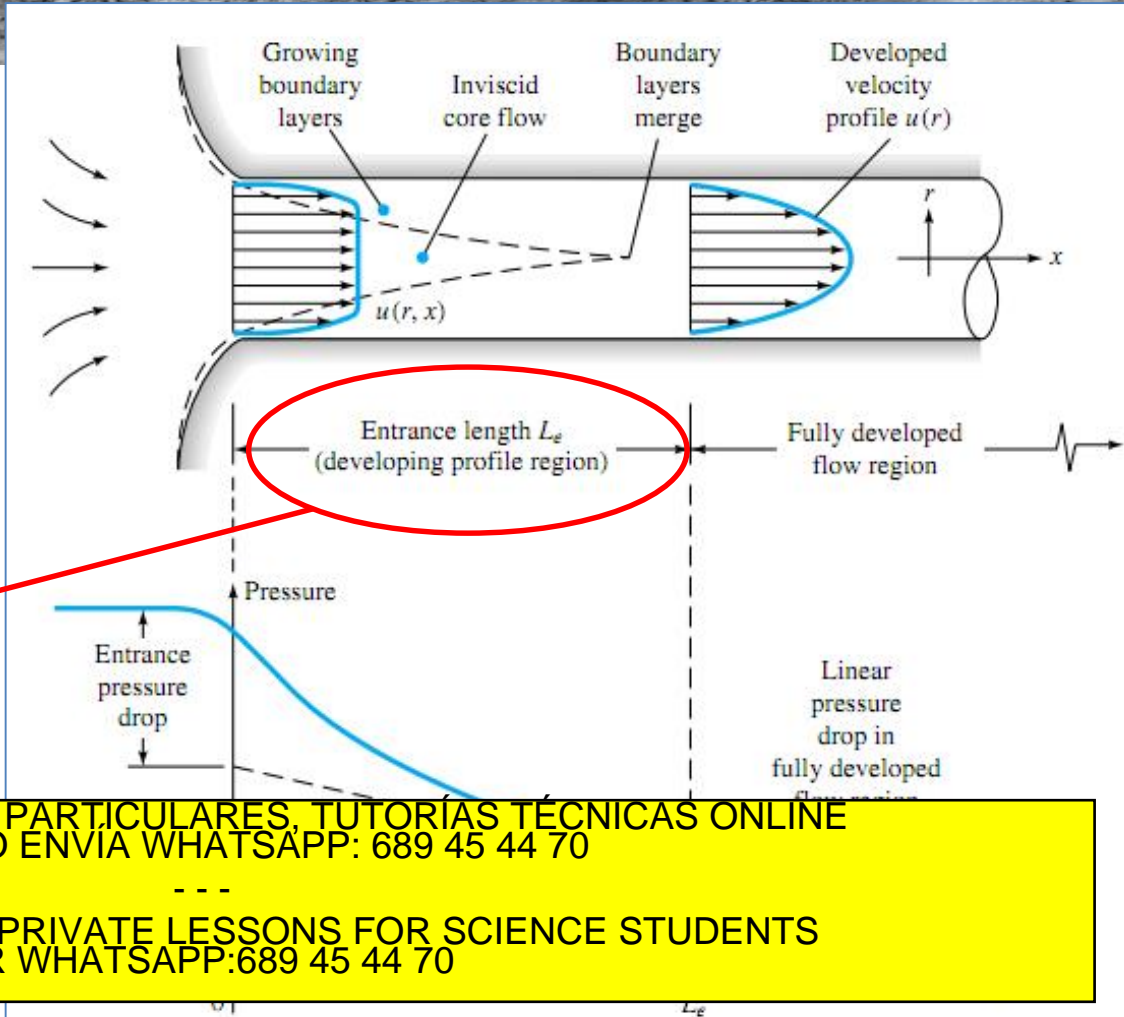 Growing
boundary
layers
Inviscid
core flow
Boundary
layers
merge
Developed
velocity
profile u(r)
r
x
u(r, x)
Entrance length Le
(developing profile region)
Fully developed
flow region
Pressure
Entrance
pressure
drop
Linear
pressure
drop in
fully developed
PARTICULARES, TUTORÍAS TÉCNICAS ONLINE
ENVÍA WHATSAPP: 689 45 44 70
- - -
PRIVATE LESSONS FOR SCIENCE STUDENTS
WHATSAPP:689 45 44 70
Le